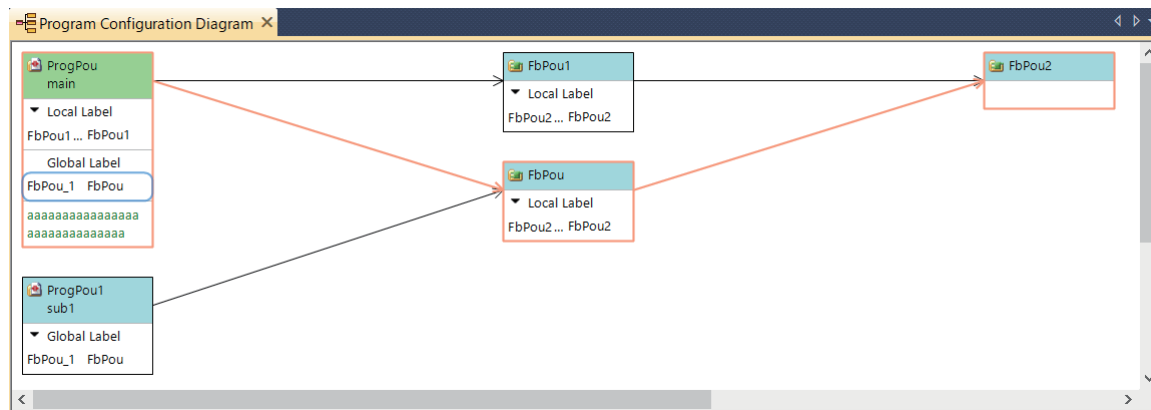 Program Configuration Diagram
ProgPou
main
Local Label
FbPou1... FbPou1
Global Label
FbPou_1 FbPou
aaaaaaaaaaaaaaaa
aaaaaaaaaaaaaa
ProgPou1
sub1
Global Label
FbPou_1 FbPou
FbPou1
Local Label
FbPou2... FbPou2
FbPou
Local Label
FbPou2... FbPou2
FbPou2